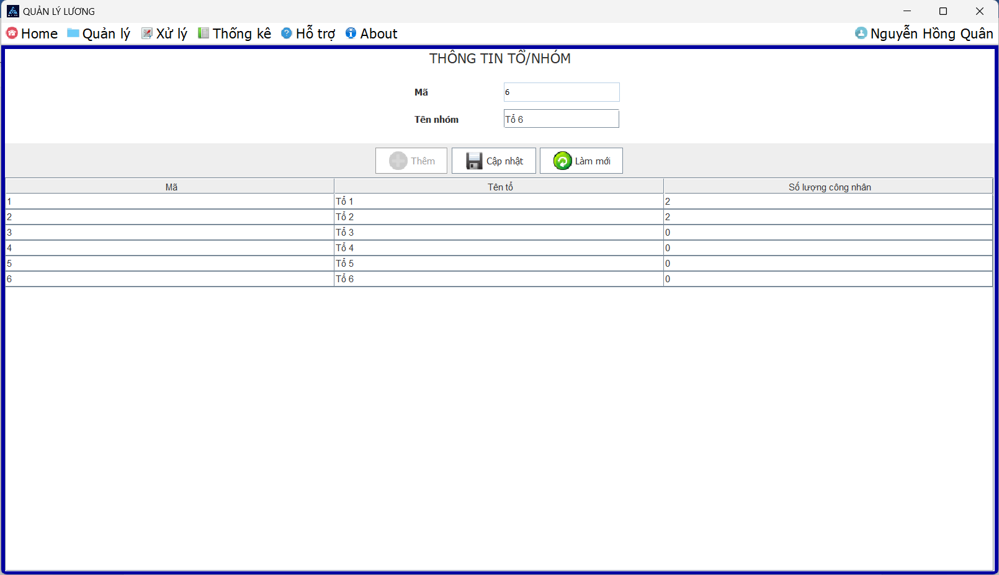 QUẢN LÝ LƯƠNG
Home Quản lý Xử lý Thống kê Hỗ trợ About Nguyễn Hồng Quân
THÔNG TIN TỔ/NHÓM
Mã 6
Tên nhóm Tổ 6
Thêm Cập nhật Làm mới
Mã Tên tổ Số lượng công nhân
1 Tổ 1 2
2 Tổ 2 2
3 Tổ 3 0
4 Tổ 4 0
5 Tổ 5 0
6 Tổ 6 0